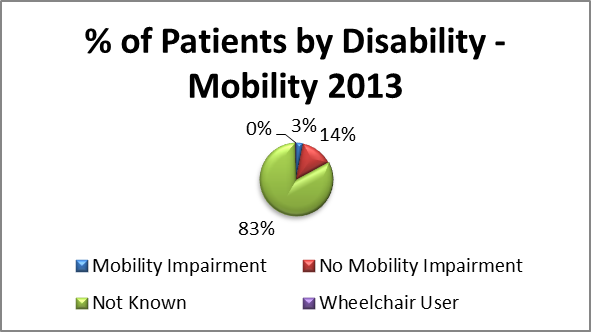 % of Patients by Disability -
Mobility 2013
0%
3%
14%
83%
Mobility Impairment
No Mobility Impairment
Not Known
Wheelchair User